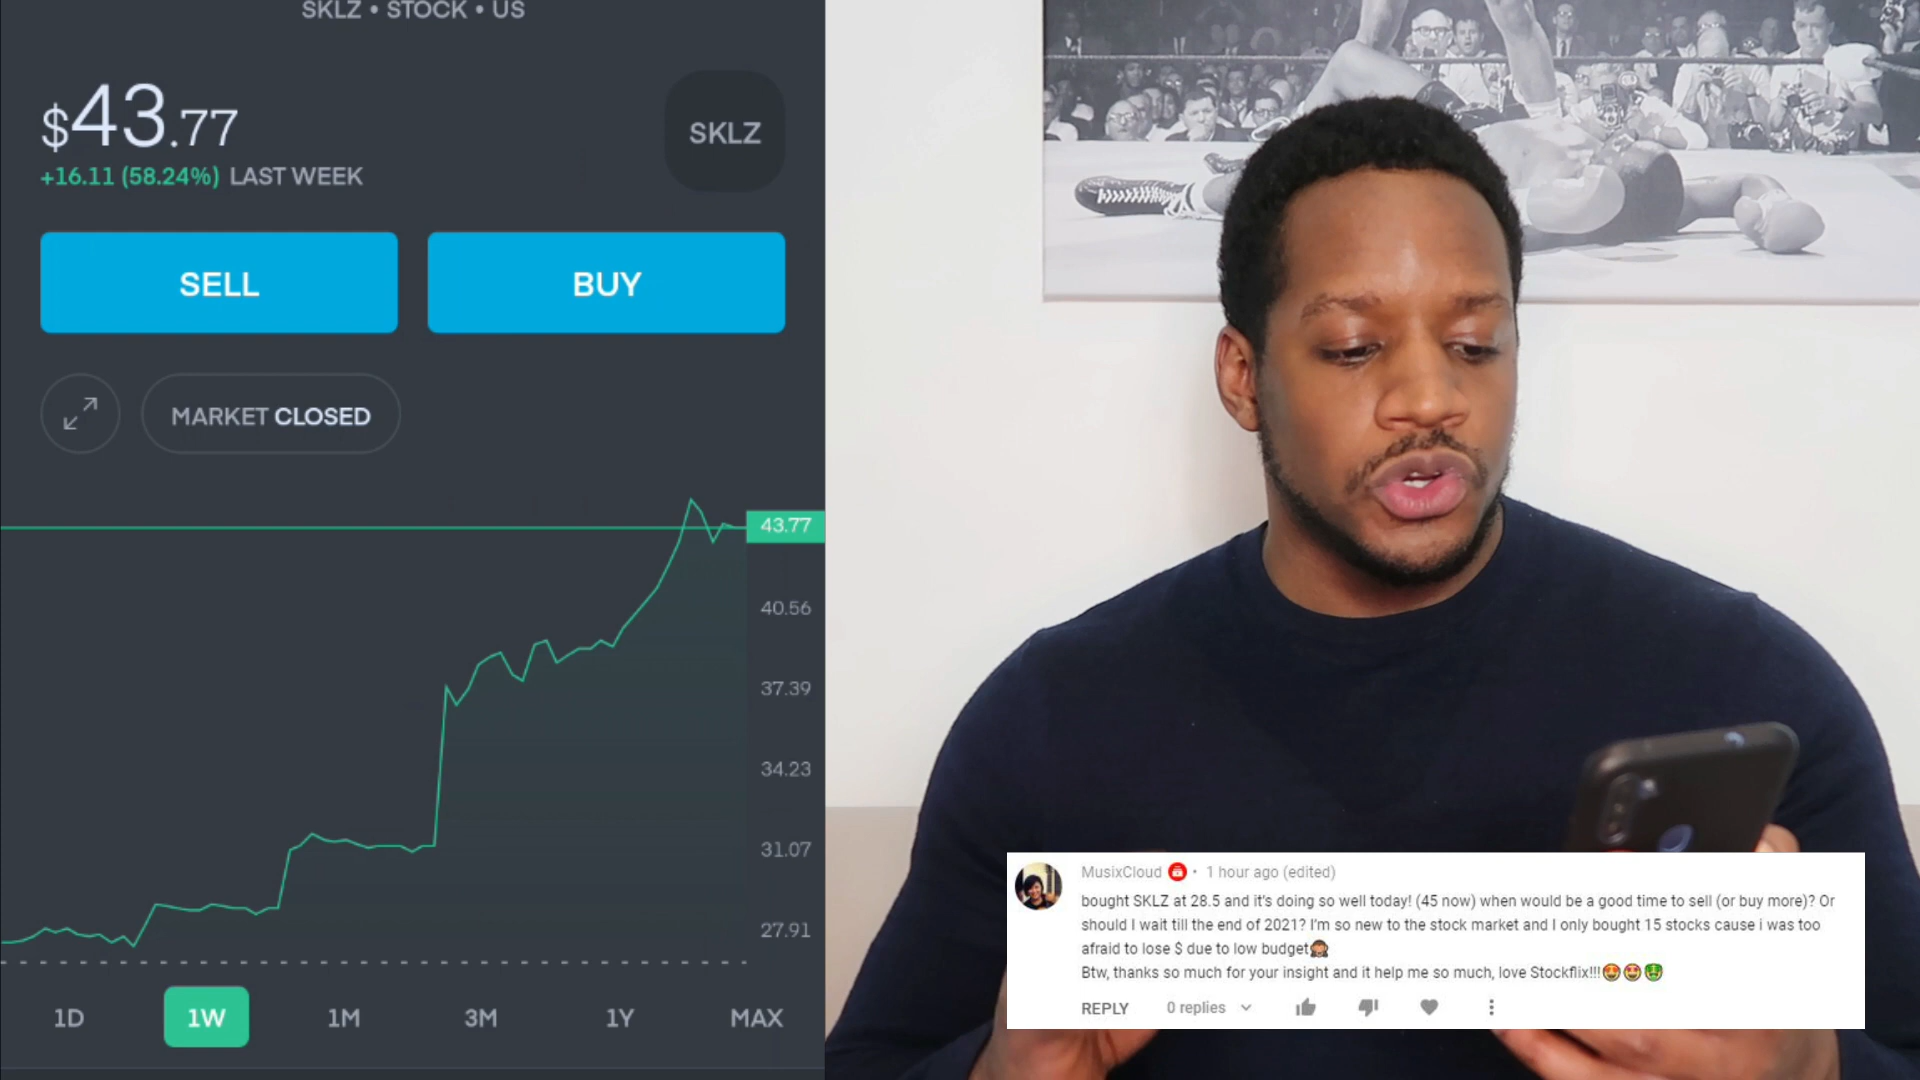 SKLZ • STOCK • US
$43.77
SKLZ
+16.11 (58.24%) LAST WEEK
SELL
BUY
MARKET CLOSED
43.77
40.56
37.39
34.23
31.07
27.91
1D
1W
1M
3M
1Y
MAX
MusixCloud • 1 hour ago (edited)
bought SKLZ at 28.5 and it's doing so well today! (45 now) when would be a good time to sell (or buy more)? Or
should I wait till the end of 2021? I'm so new to the stock market and I only bought 15 stocks cause i was too
afraid to lose $ due to low budget🙊
Btw, thanks so much for your insight and it help me so much, love Stockflix!!!😍🤩🤑
REPLY
0 replies